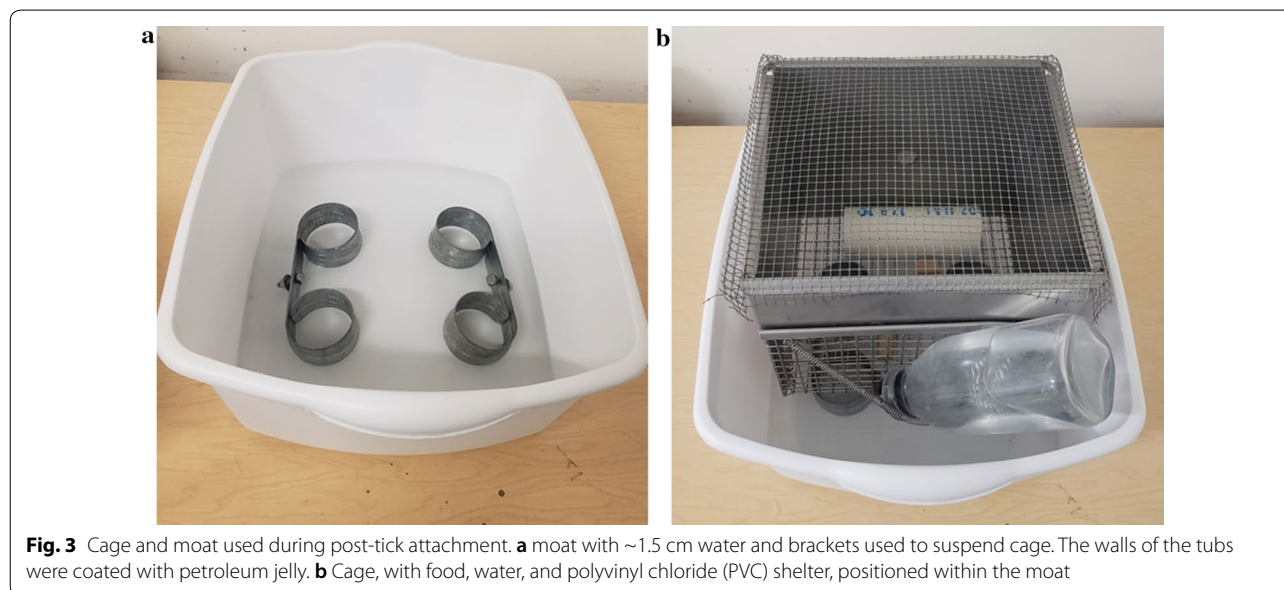 a
b
Fig. 3 Cage and moat used during post-tick attachment. a moat with ~1.5 cm water and brackets used to suspend cage. The walls of the tubs
were coated with petroleum jelly. b Cage, with food, water, and polyvinyl chloride (PVC) shelter, positioned within the moat